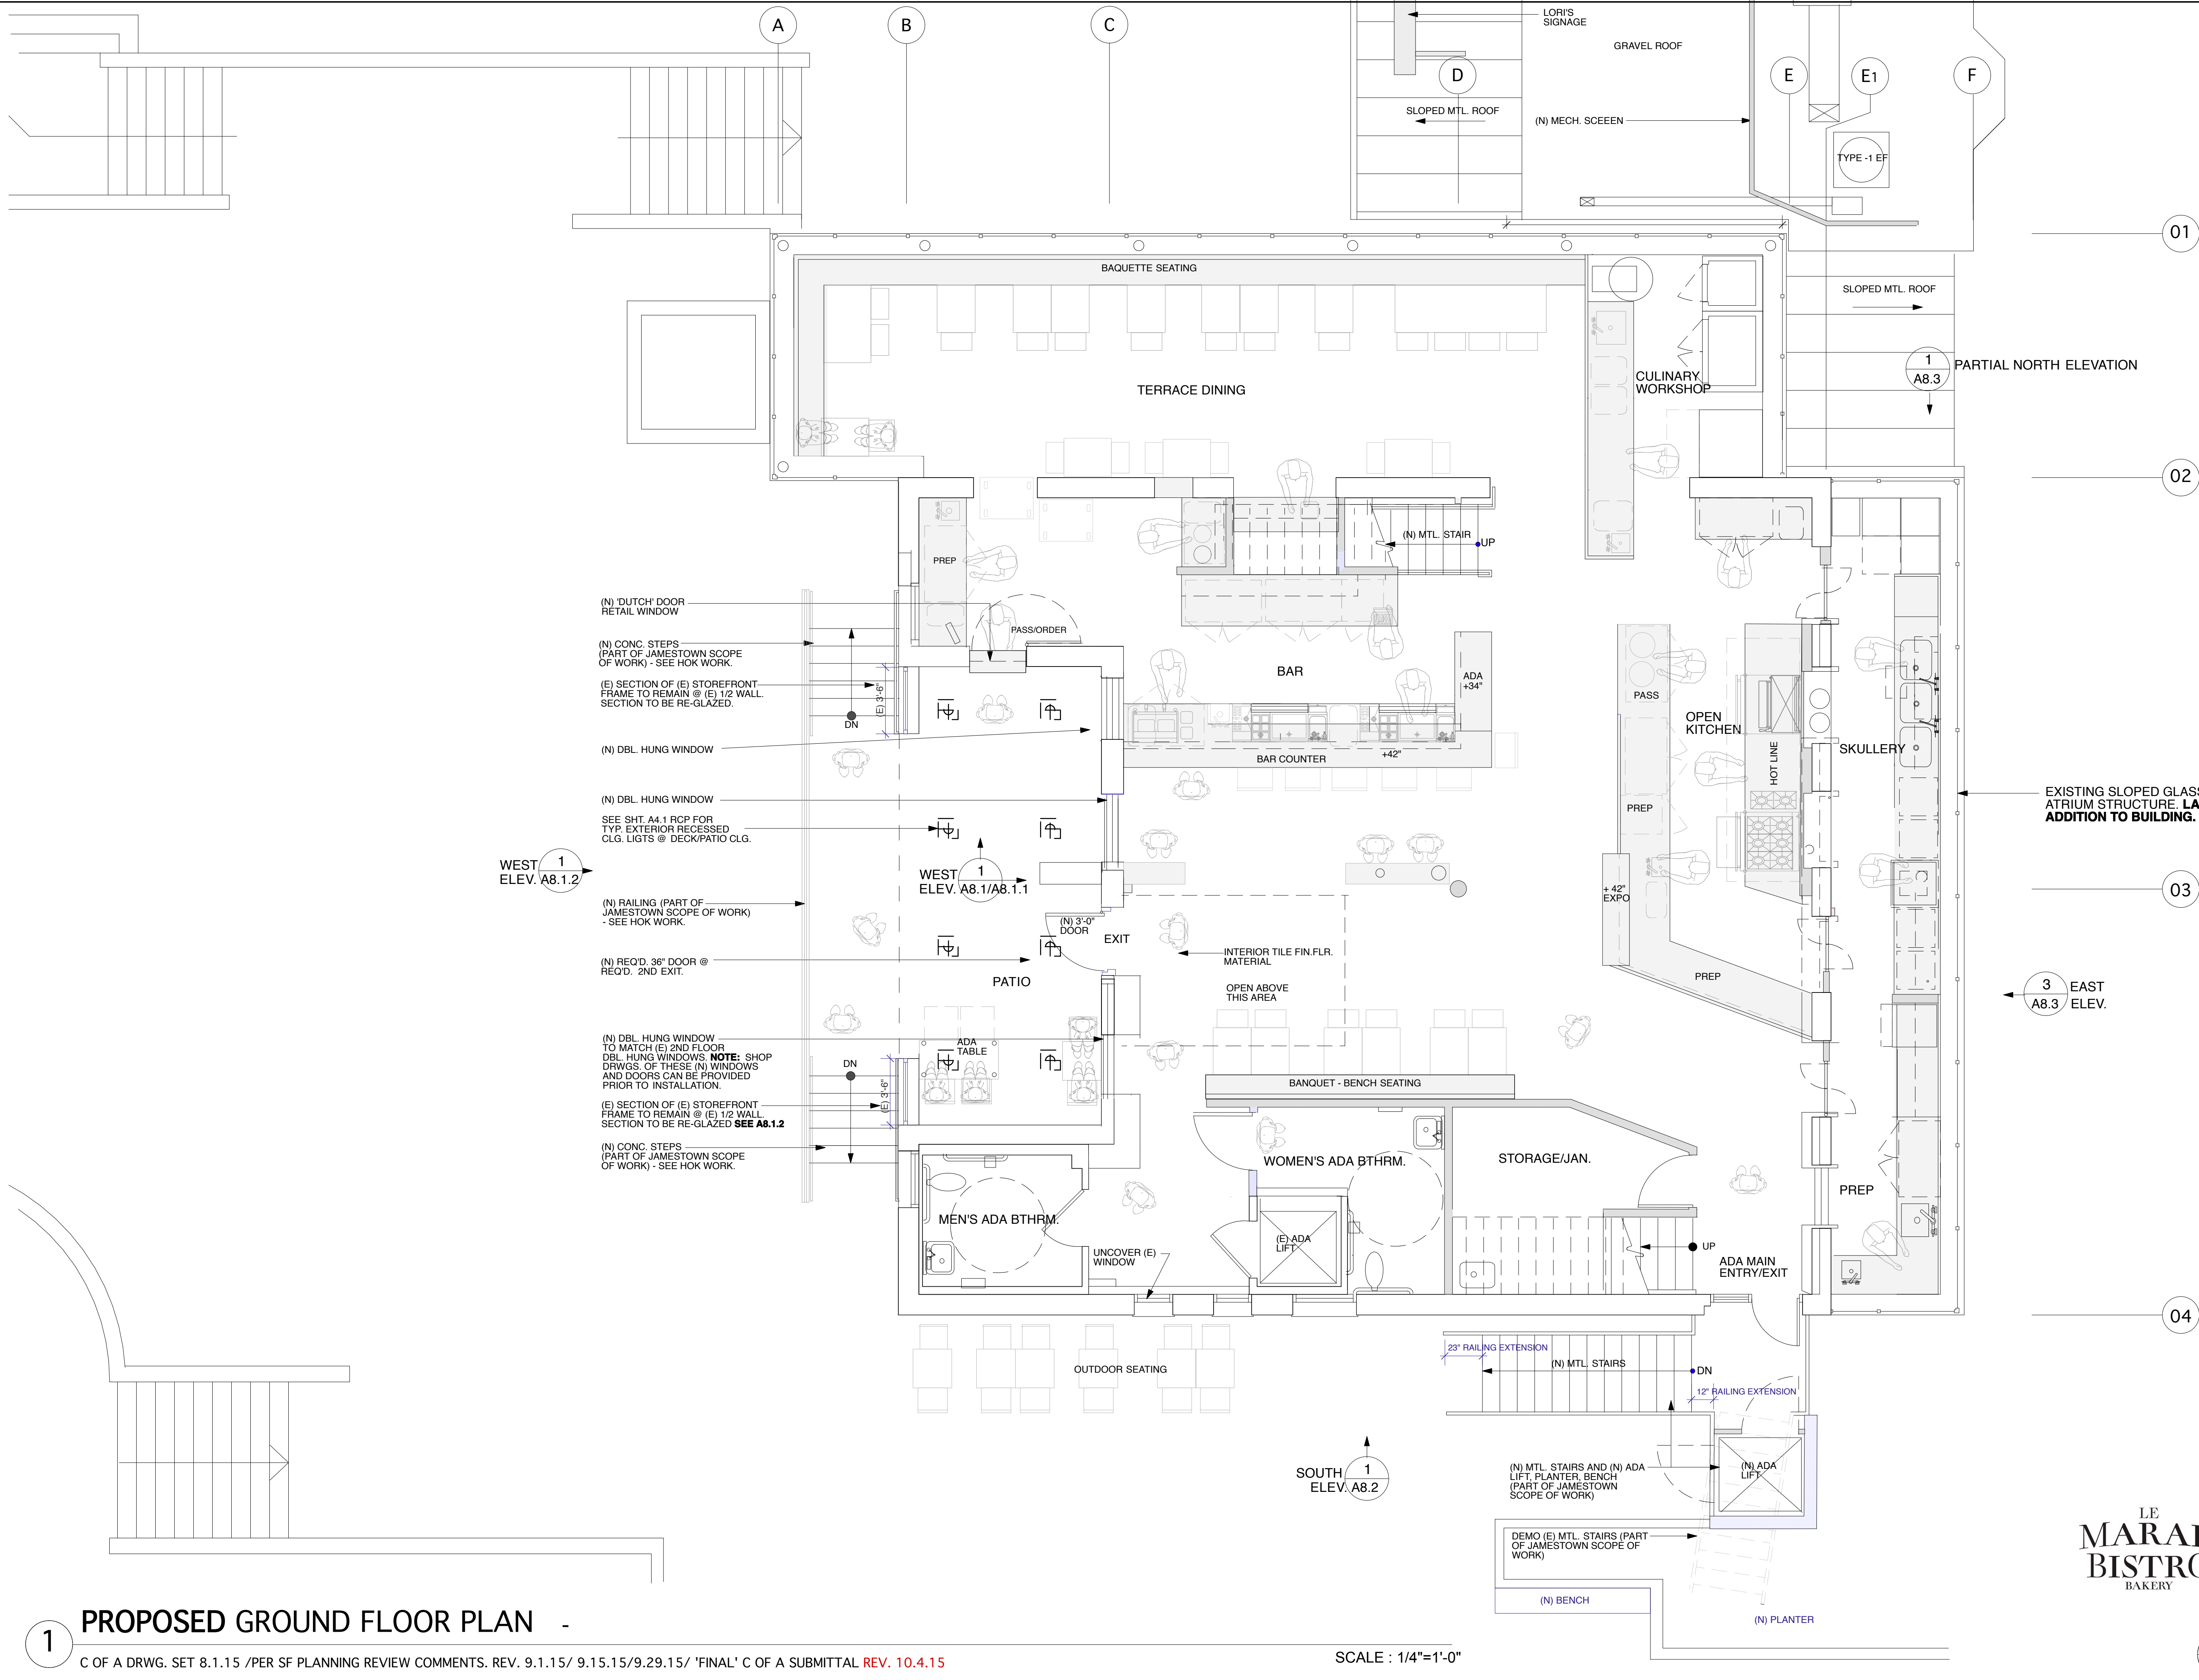 A
B
C
D
E
E1
F
LORI'S
SIGNAGE
GRAVEL ROOF
SLOPED MTL. ROOF
(N) MECH. SCEEEN
TYPE -1 EF
01
BAQUETTE SEATING
SLOPED MTL. ROOF
1
A8.3
PARTIAL NORTH ELEVATION
TERRACE DINING
CULINARY
WORKSHOP
02
(N) MTL. STAIR
UP
PREP
(N) 'DUTCH' DOOR
RETAIL WINDOW
PASS/ORDER
(N) CONC. STEPS
(PART OF JAMESTOWN SCOPE
OF WORK) - SEE HOK WORK.
(E) SECTION OF (E) STOREFRONT
FRAME TO REMAIN @ (E) 1/2 WALL.
SECTION TO BE RE-GLAZED.
(E) 3'-6"
DN
BAR
ADA
+34"
PASS
OPEN
KITCHEN
HOT LINE
SKULLERY
(N) DBL. HUNG WINDOW
BAR COUNTER
+42"
(N) DBL. HUNG WINDOW
SEE SHT. A4.1 RCP FOR
TYP. EXTERIOR RECESSED
CLG. LIGTS @ DECK/PATIO CLG.
PREP
EXISTING SLOPED GLAS
ATRIUM STRUCTURE. LA
ADDITION TO BUILDING.
WEST
ELEV.
1
A8.1.2
WEST
ELEV.
1
A8.1/A8.1.1
+ 42"
EXPO
03
(N) RAILING (PART OF
JAMESTOWN SCOPE OF WORK)
- SEE HOK WORK.
(N) 3'-0"
DOOR
EXIT
INTERIOR TILE FIN.FLR.
MATERIAL
(N) REQ'D. 36" DOOR @
REQ'D. 2ND EXIT.
PATIO
OPEN ABOVE
THIS AREA
PREP
3
A8.3
EAST
ELEV.
(N) DBL. HUNG WINDOW
TO MATCH (E) 2ND FLOOR
DBL. HUNG WINDOWS. NOTE: SHOP
DRWGS. OF THESE (N) WINDOWS
AND DOORS CAN BE PROVIDED
PRIOR TO INSTALLATION.
ADA
TABLE
DN
(E) 3'-6"
BANQUET - BENCH SEATING
(E) SECTION OF (E) STOREFRONT
FRAME TO REMAIN @ (E) 1/2 WALL.
SECTION TO BE RE-GLAZED SEE A8.1.2
(N) CONC. STEPS
(PART OF JAMESTOWN SCOPE
OF WORK) - SEE HOK WORK.
WOMEN'S ADA BTHRM.
STORAGE/JAN.
PREP
MEN'S ADA BTHRM.
(E) ADA
LIFT
UNCOVER (E)
WINDOW
UP
ADA MAIN
ENTRY/EXIT
04
23" RAILING EXTENSION
(N) MTL. STAIRS
DN
OUTDOOR SEATING
12" RAILING EXTENSION
SOUTH
ELEV.
1
A8.2
(N) MTL. STAIRS AND (N) ADA
LIFT, PLANTER, BENCH
(PART OF JAMESTOWN
SCOPE OF WORK)
(N) ADA
LIFT
DEMO (E) MTL. STAIRS (PART
OF JAMESTOWN SCOPE OF
WORK)
(N) BENCH
(N) PLANTER
LE
MARAI
BISTRO
BAKERY
1
PROPOSED GROUND FLOOR PLAN -
C OF A DRWG. SET 8.1.15 /PER SF PLANNING REVIEW COMMENTS. REV. 9.1.15/ 9.15.15/9.29.15/ 'FINAL' C OF A SUBMITTAL REV. 10.4.15
SCALE : 1/4"=1'-0"